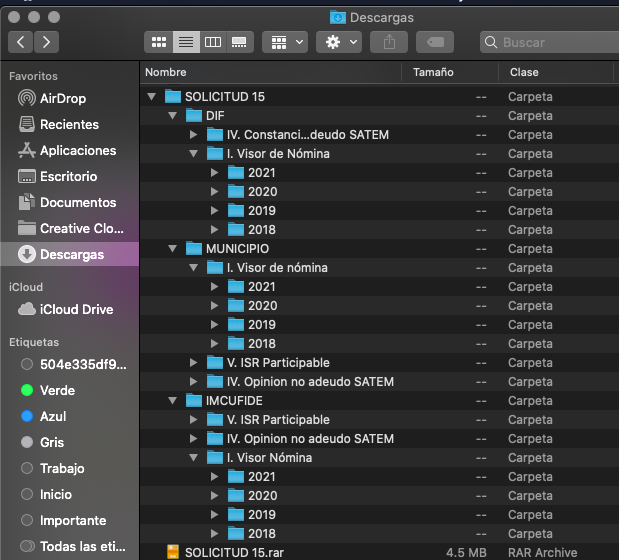 Descargas
Buscar
Favoritos
AirDrop
Recientes
Aplicaciones
Escritorio
Documentos
Creative Clo...
Descargas
iCloud
iCloud Drive
Etiquetas
504e335df9...
Verde
Azul
Gris
Trabajo
Inicio
Importante
Todas las eti...
Nombre Tamaño Clase
SOLICITUD 15 -- Carpeta
DIF -- Carpeta
IV. Constanci...deudo SATEM -- Carpeta
I. Visor de Nómina -- Carpeta
2021 -- Carpeta
2020 -- Carpeta
2019 -- Carpeta
2018 -- Carpeta
MUNICIPIO -- Carpeta
I. Visor de nómina -- Carpeta
2021 -- Carpeta
2020 -- Carpeta
2019 -- Carpeta
2018 -- Carpeta
V. ISR Participable -- Carpeta
IV. Opinion no adeudo SATEM -- Carpeta
IMCUFIDE -- Carpeta
V. ISR Participable -- Carpeta
IV. Opinion no adeudo SATEM -- Carpeta
I. Visor Nómina -- Carpeta
2021 -- Carpeta
2020 -- Carpeta
2019 -- Carpeta
2018 -- Carpeta
SOLICITUD 15.rar 4.5 MB RAR Archive